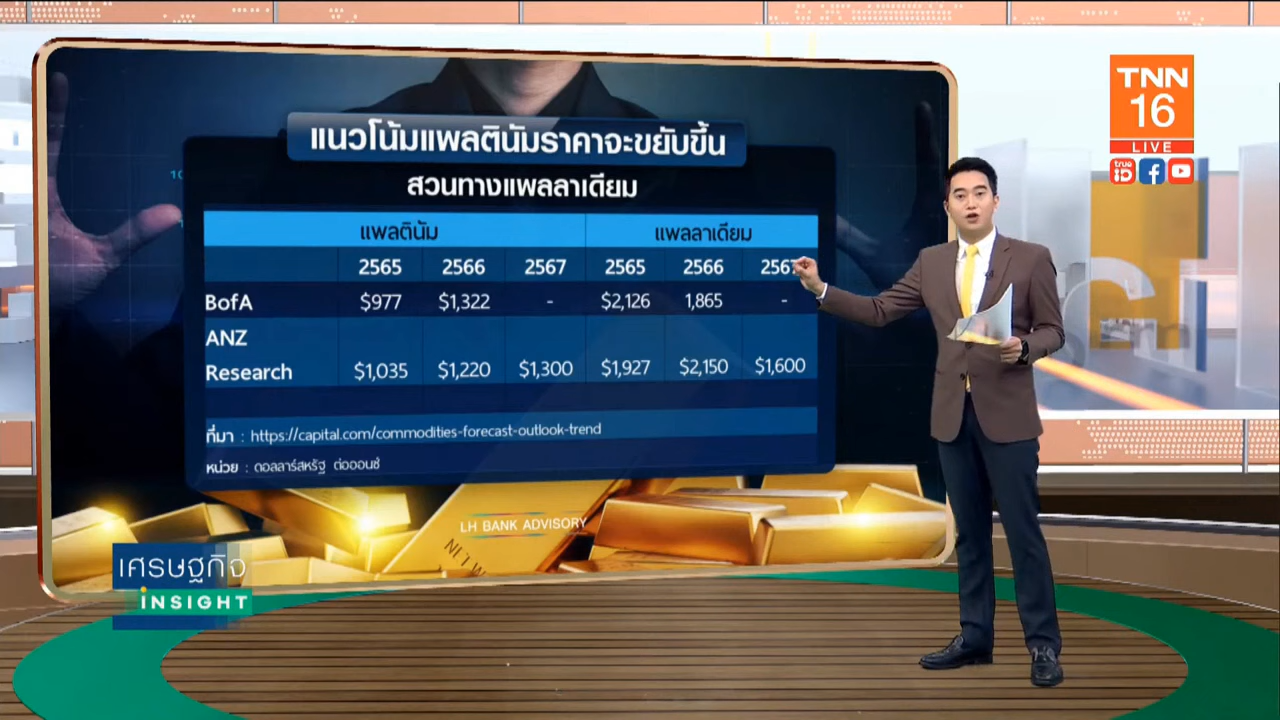 TNN
16
LIVE
true
iD
แนวโน้มแพลตินัมราคาจะขยับขึ้น
สวนทางแพลลาเดียม
แพลตินัม แพลลาเดียม
2565 2566 2567 2565 2566 2567
BofA $977 $1,322 - $2,126 1,865 -
ANZ
Research $1,035 $1,220 $1,300 $1,927 $2,150 $1,600
ที่มา : https://capital.com/commodities-forecast-outlook-trend
หน่วย : ดอลลาร์สหรัฐ ต่อออนซ์
LH BANK ADVISORY
เศรษฐกิจ
INSIGHT